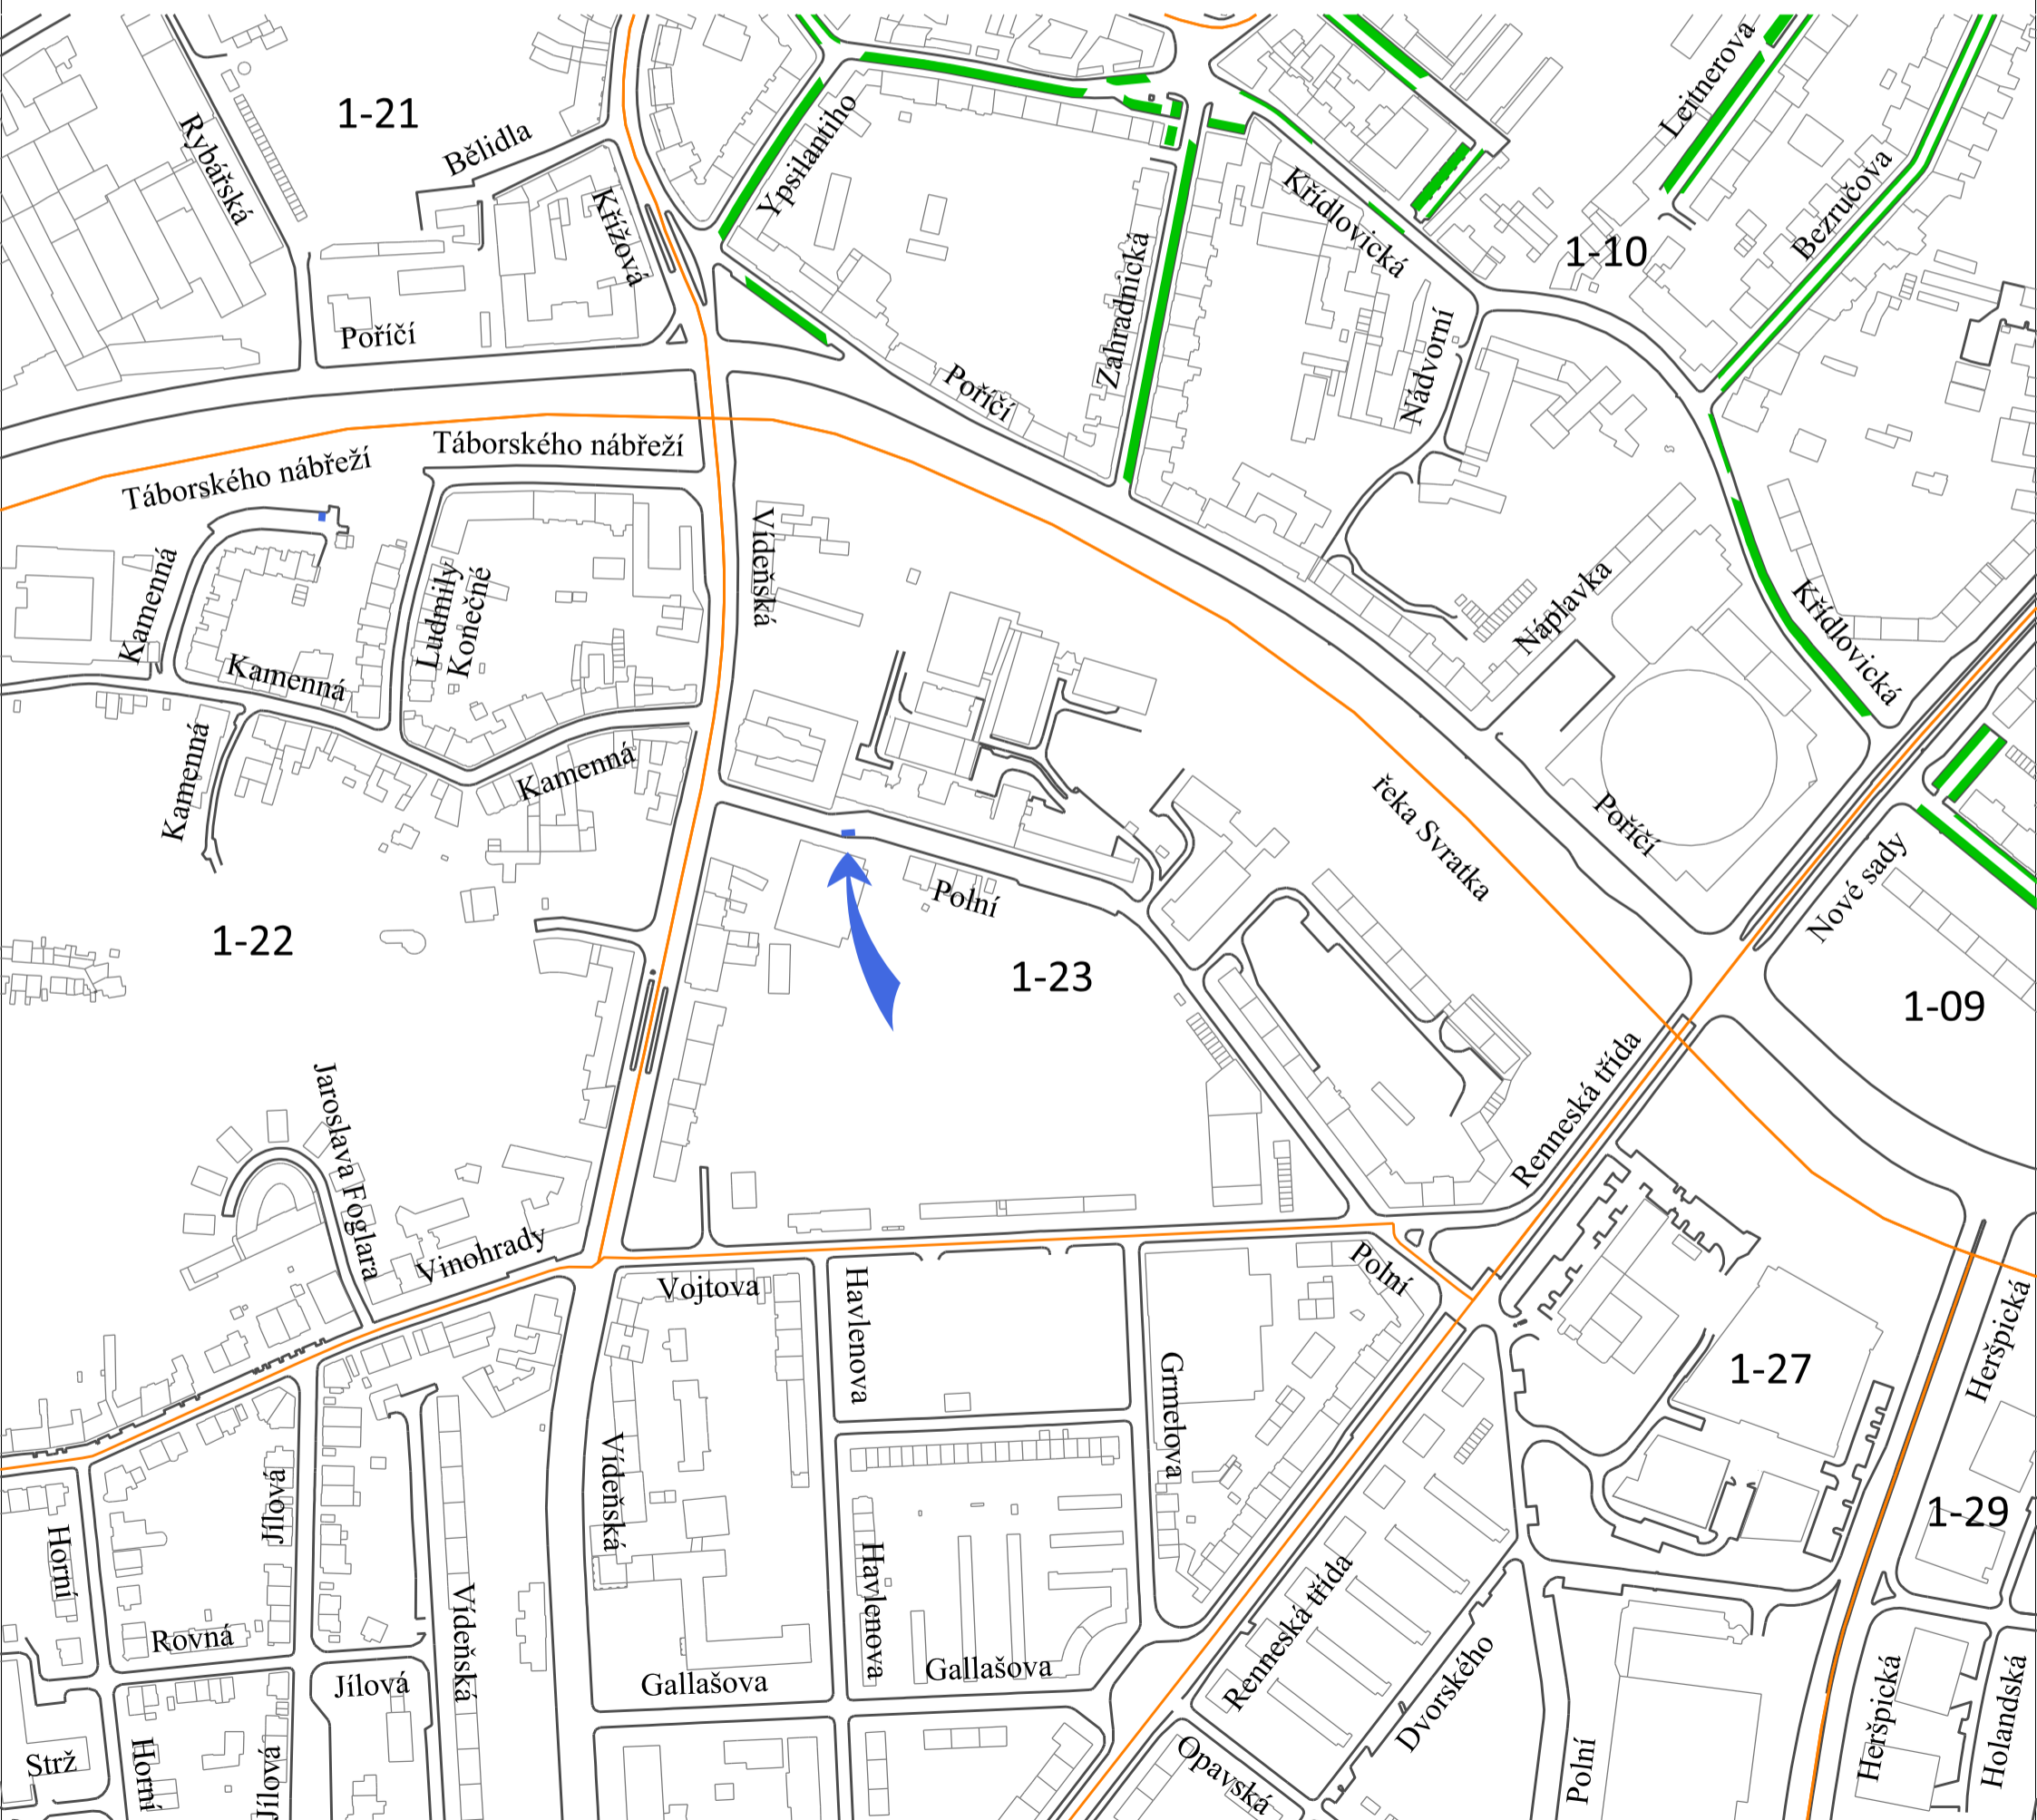 1-21
Rybářská
Bělidla
Křížová
Ypsilantiho
Leitnerova
Bezručova
1-10
Křídlovická
Zahradnická
Nádvorní
Poříčí
Poříčí
Táborského nábřeží
Táborského nábřeží
Vídeňská
Kamenná
Ludmily
Konečné
Kamenná
Náplavka
Křídlovická
Kamenná
Kamenná
řeka Svratka
Poříčí
Nové sady
Polní
1-22
1-23
1-09
Renneská třída
Jaroslava Foglara
Vinohrady
Vojtova
Havlenova
Polní
Grmelova
1-27
Heršpická
Vídeňská
Jílová
1-29
Horní
Havlenova
Renneská třída
Rovná
Vídeňská
Jílová
Gallašova
Gallašova
Dvorského
Heršpická
Holandská
Strž
Horní
Jílová
Opavská
Polní